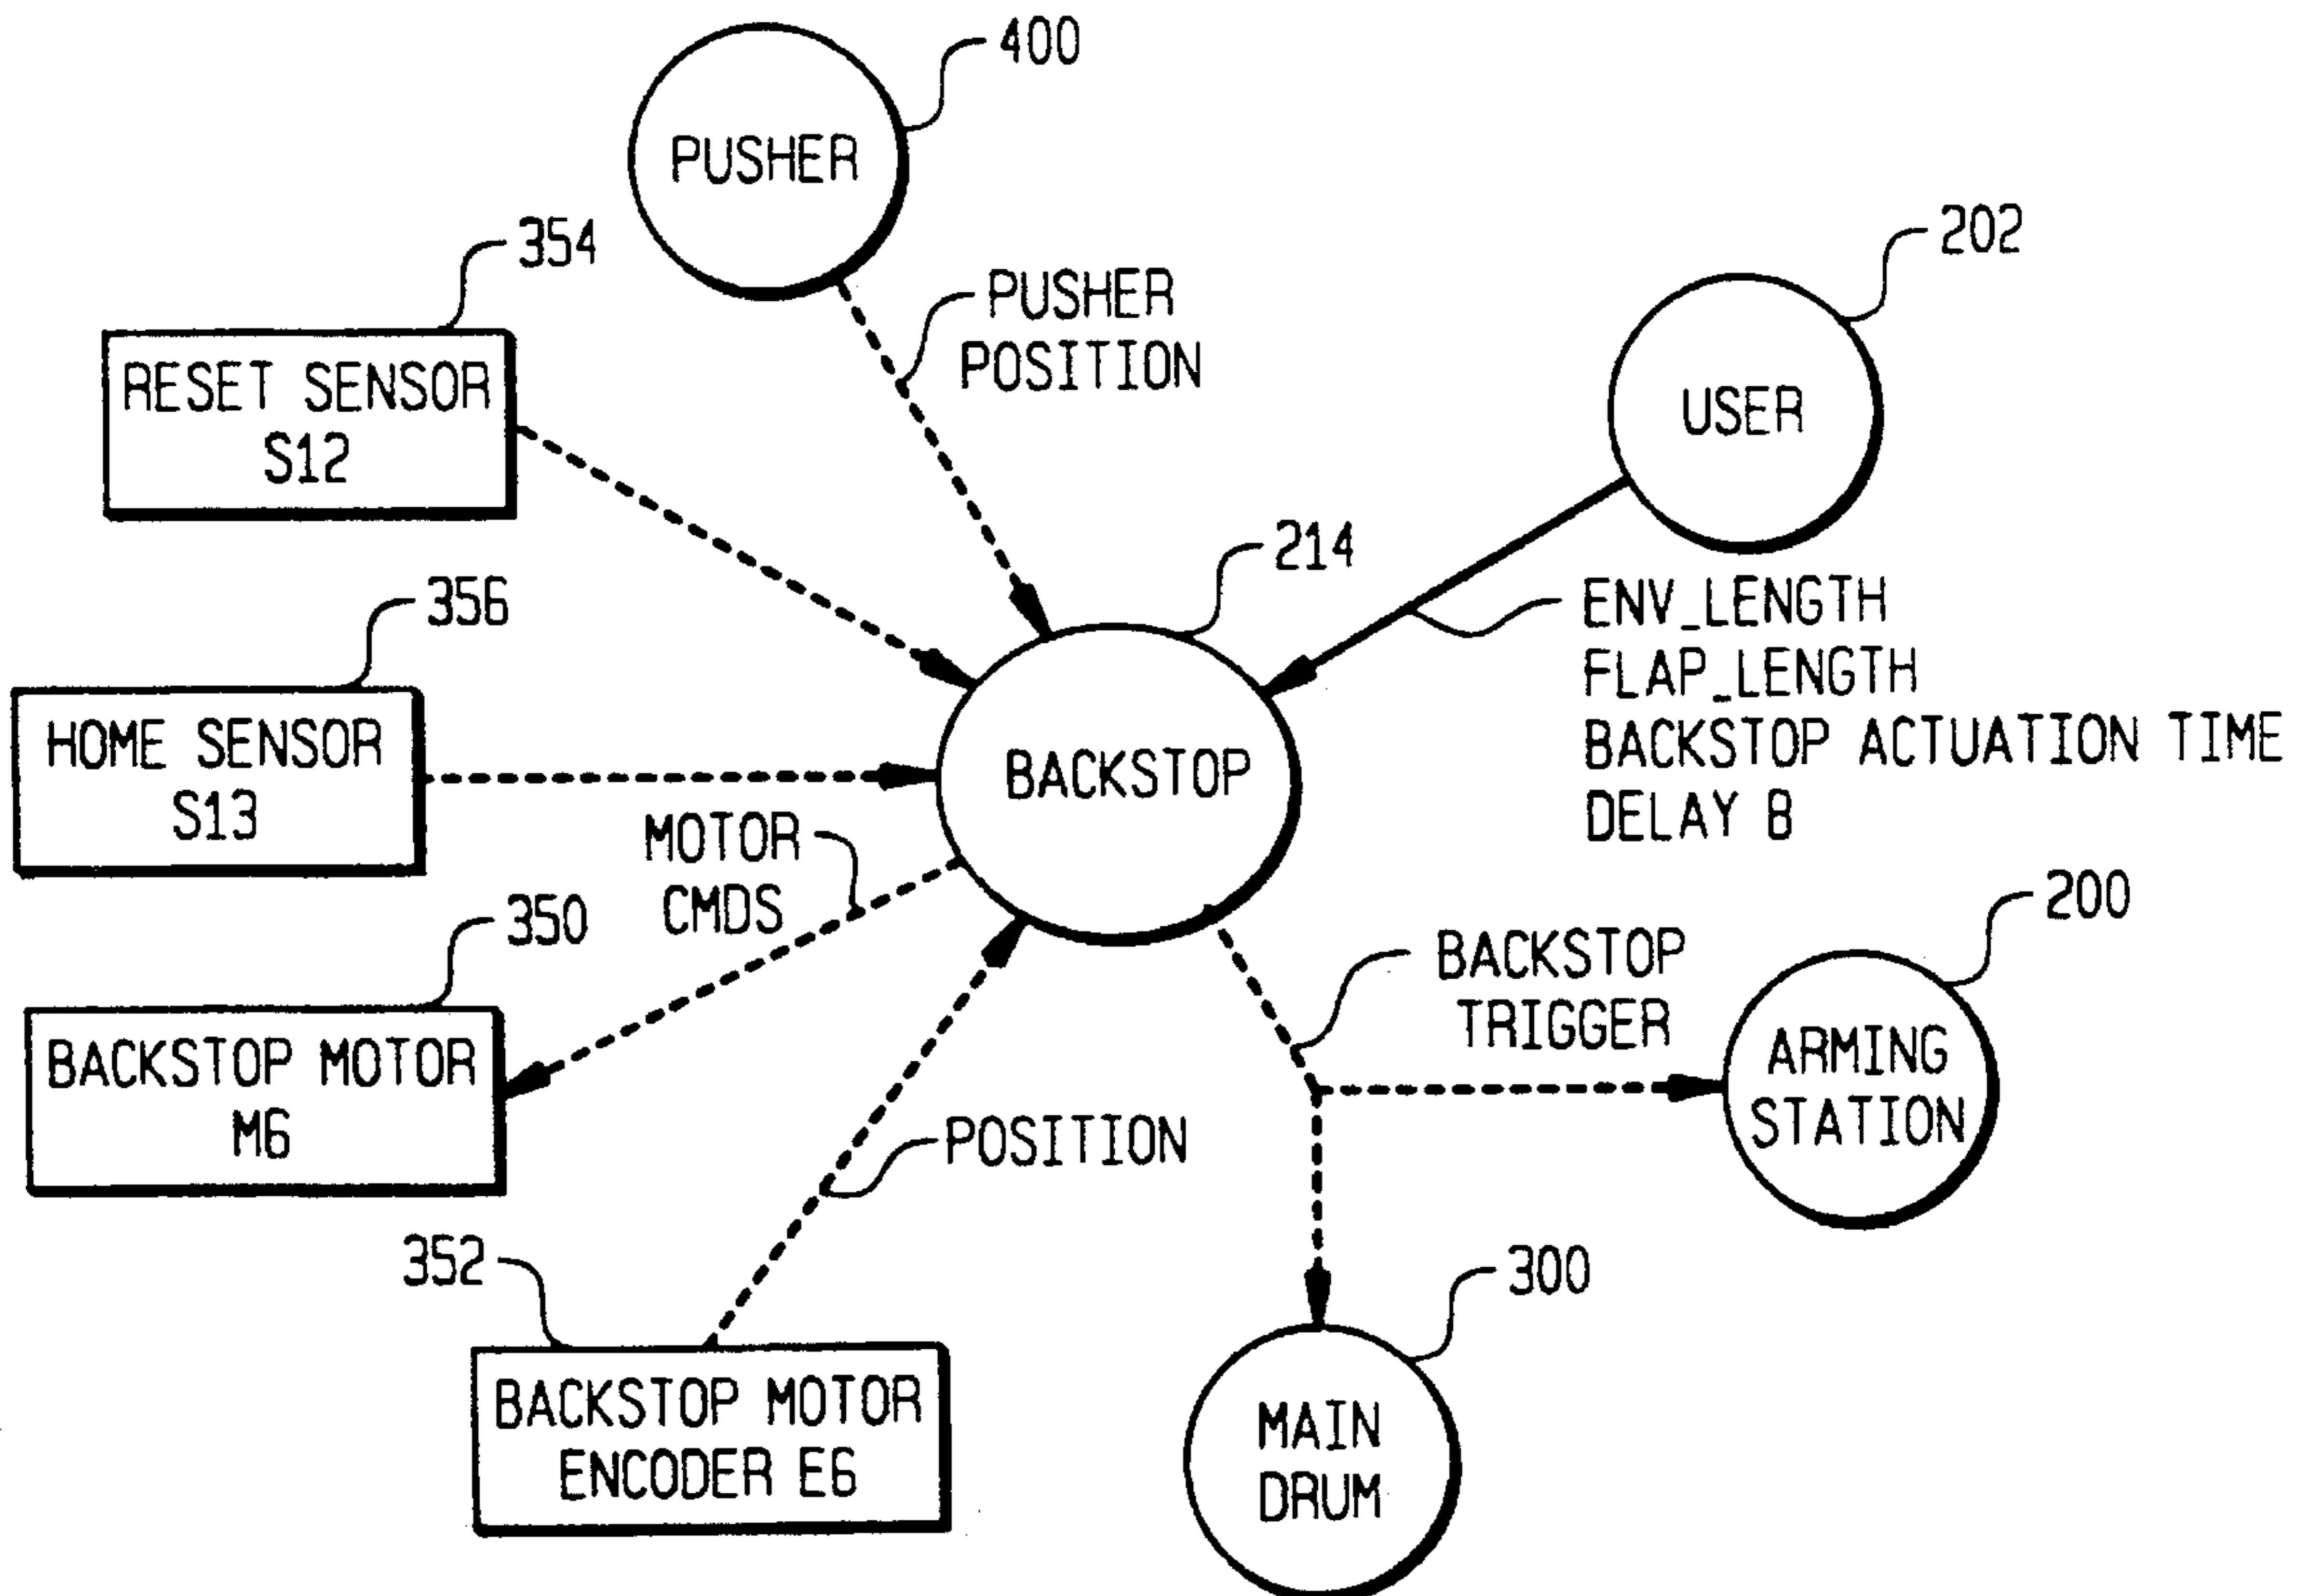 400
PUSHER
354
202
PUSHER
POSITION
RESET SENSOR
S12
USER
214
356
ENV_LENGTH
FLAP_LENGTH
BACKSTOP ACTUATION TIME
DELAY B
HOME SENSOR
S13
BACKSTOP
MOTOR
CMDS
350
200
BACKSTOP
TRIGGER
BACKSTOP MOTOR
M6
ARMING
STATION
POSITION
352
300
BACKSTOP MOTOR
ENCODER E6
MAIN
DRUM